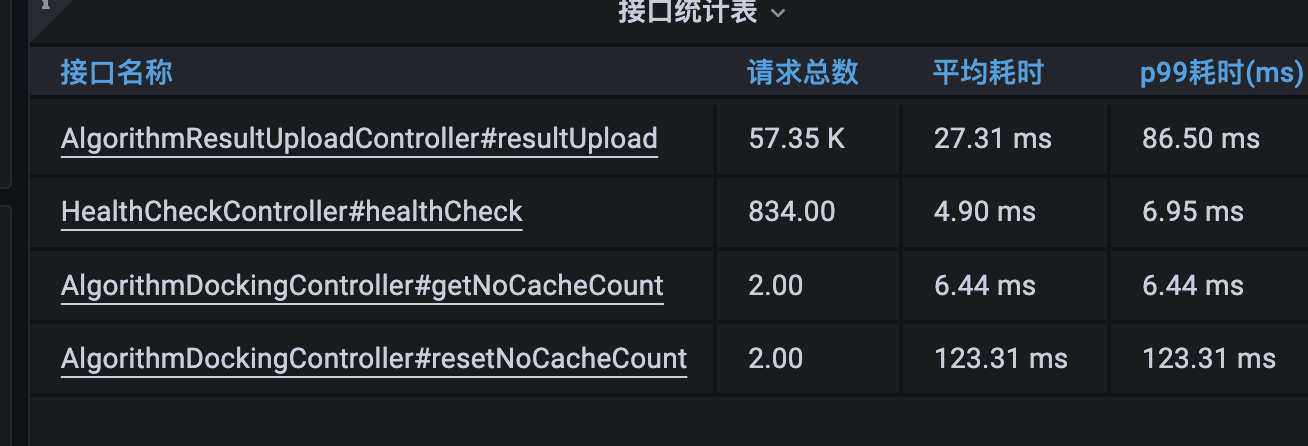 接口统计表
接口名称 请求总数 平均耗时 p99耗时(ms)
AlgorithmResultUploadController#resultUpload 57.35 K 27.31 ms 86.50 ms
HealthCheckController#healthCheck 834.00 4.90 ms 6.95 ms
AlgorithmDockingController#getNoCacheCount 2.00 6.44 ms 6.44 ms
AlgorithmDockingController#resetNoCacheCount 2.00 123.31 ms 123.31 ms